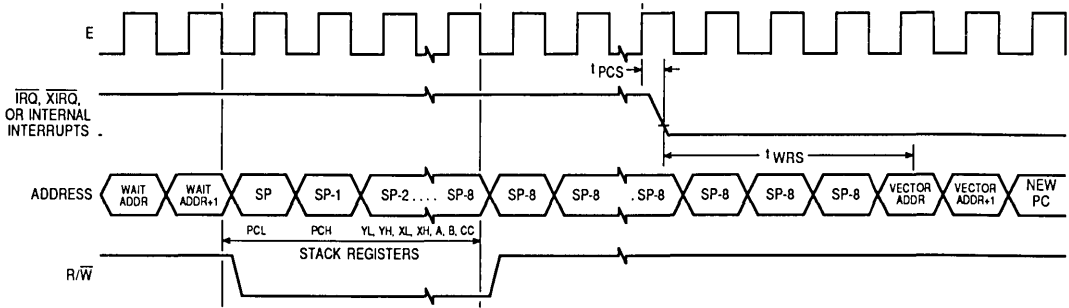 E
t PCS
IRQ, XIRQ,
OR INTERNAL
INTERRUPTS
t WRS
ADDRESS
WAIT ADDR
WAIT ADDR+1
SP
SP-1
SP-2.... SP-8
SP-8
SP-8
. SP-8
SP-8
SP-8
SP-8
VECTOR ADDR
VECTOR ADDR+1
NEW PC
PCL PCH YL, YH, XL, XH, A, B, CC
STACK REGISTERS
R/W